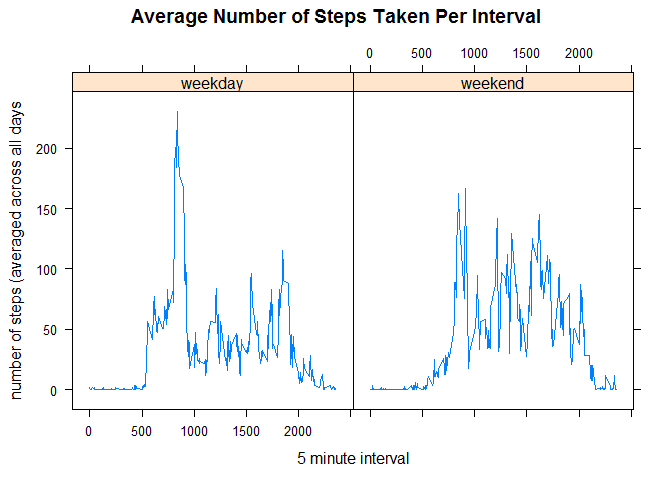 Average Number of Steps Taken Per Interval
0 500 1000 1500 2000
weekday weekend
number of steps (averaged across all days
200
150
100
50
0
0 500 1000 1500 2000
5 minute interval